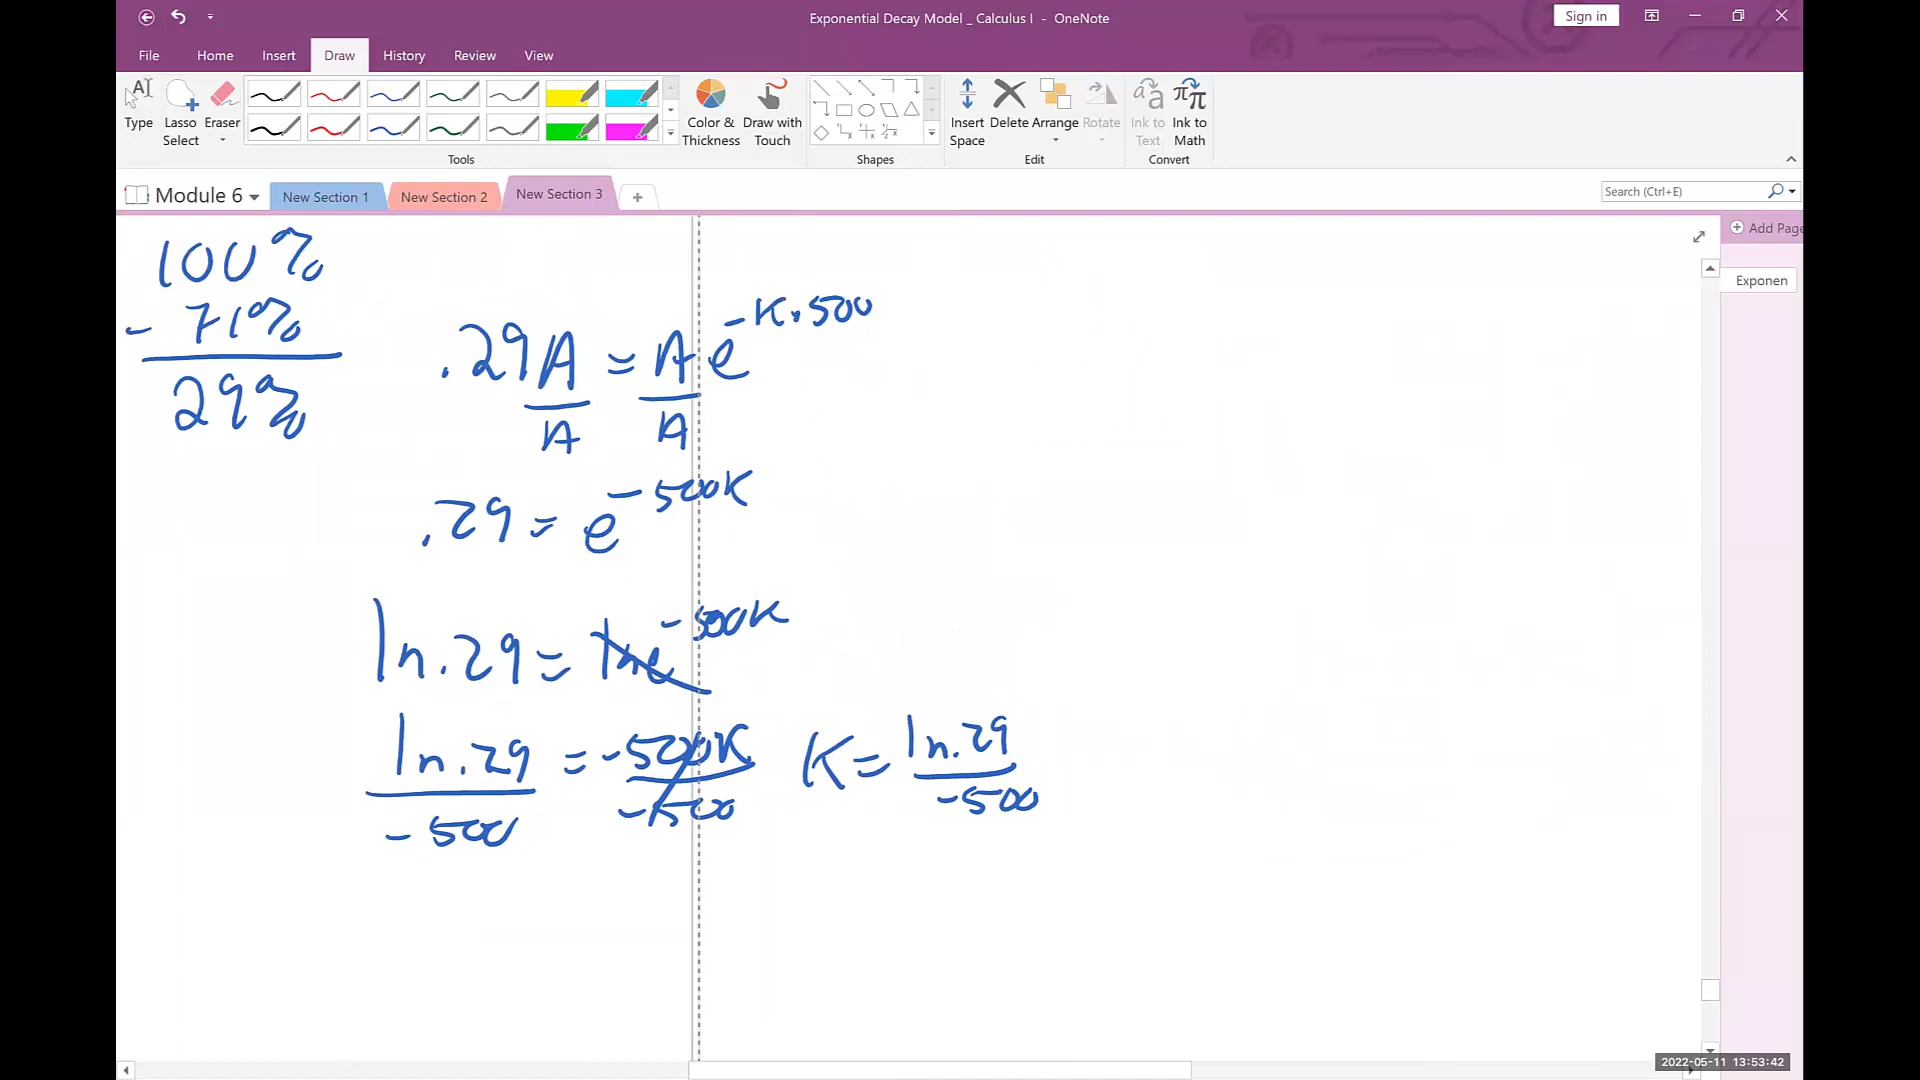 Exponential Decay Model _ Calculus I - OneNote
Sign in
File Home Insert Draw History Review View
Type
Lasso Select
Eraser
Color & Thickness
Draw with Touch
Insert Space
Delete
Arrange
Rotate
Ink to Text
Ink to Math
Tools
Shapes
Edit
Convert
Module 6
New Section 1
New Section 2
New Section 3
Search (Ctrl+E)
Add Page
Exponen
100%
- 71%
29%
.29A/A = Ae^-K.500/A
.29 = e^-500K
ln.29 = lne^-500K
ln.29/-500 = -500K/-500 K = ln.29/-500
2022-05-11 13:53:42